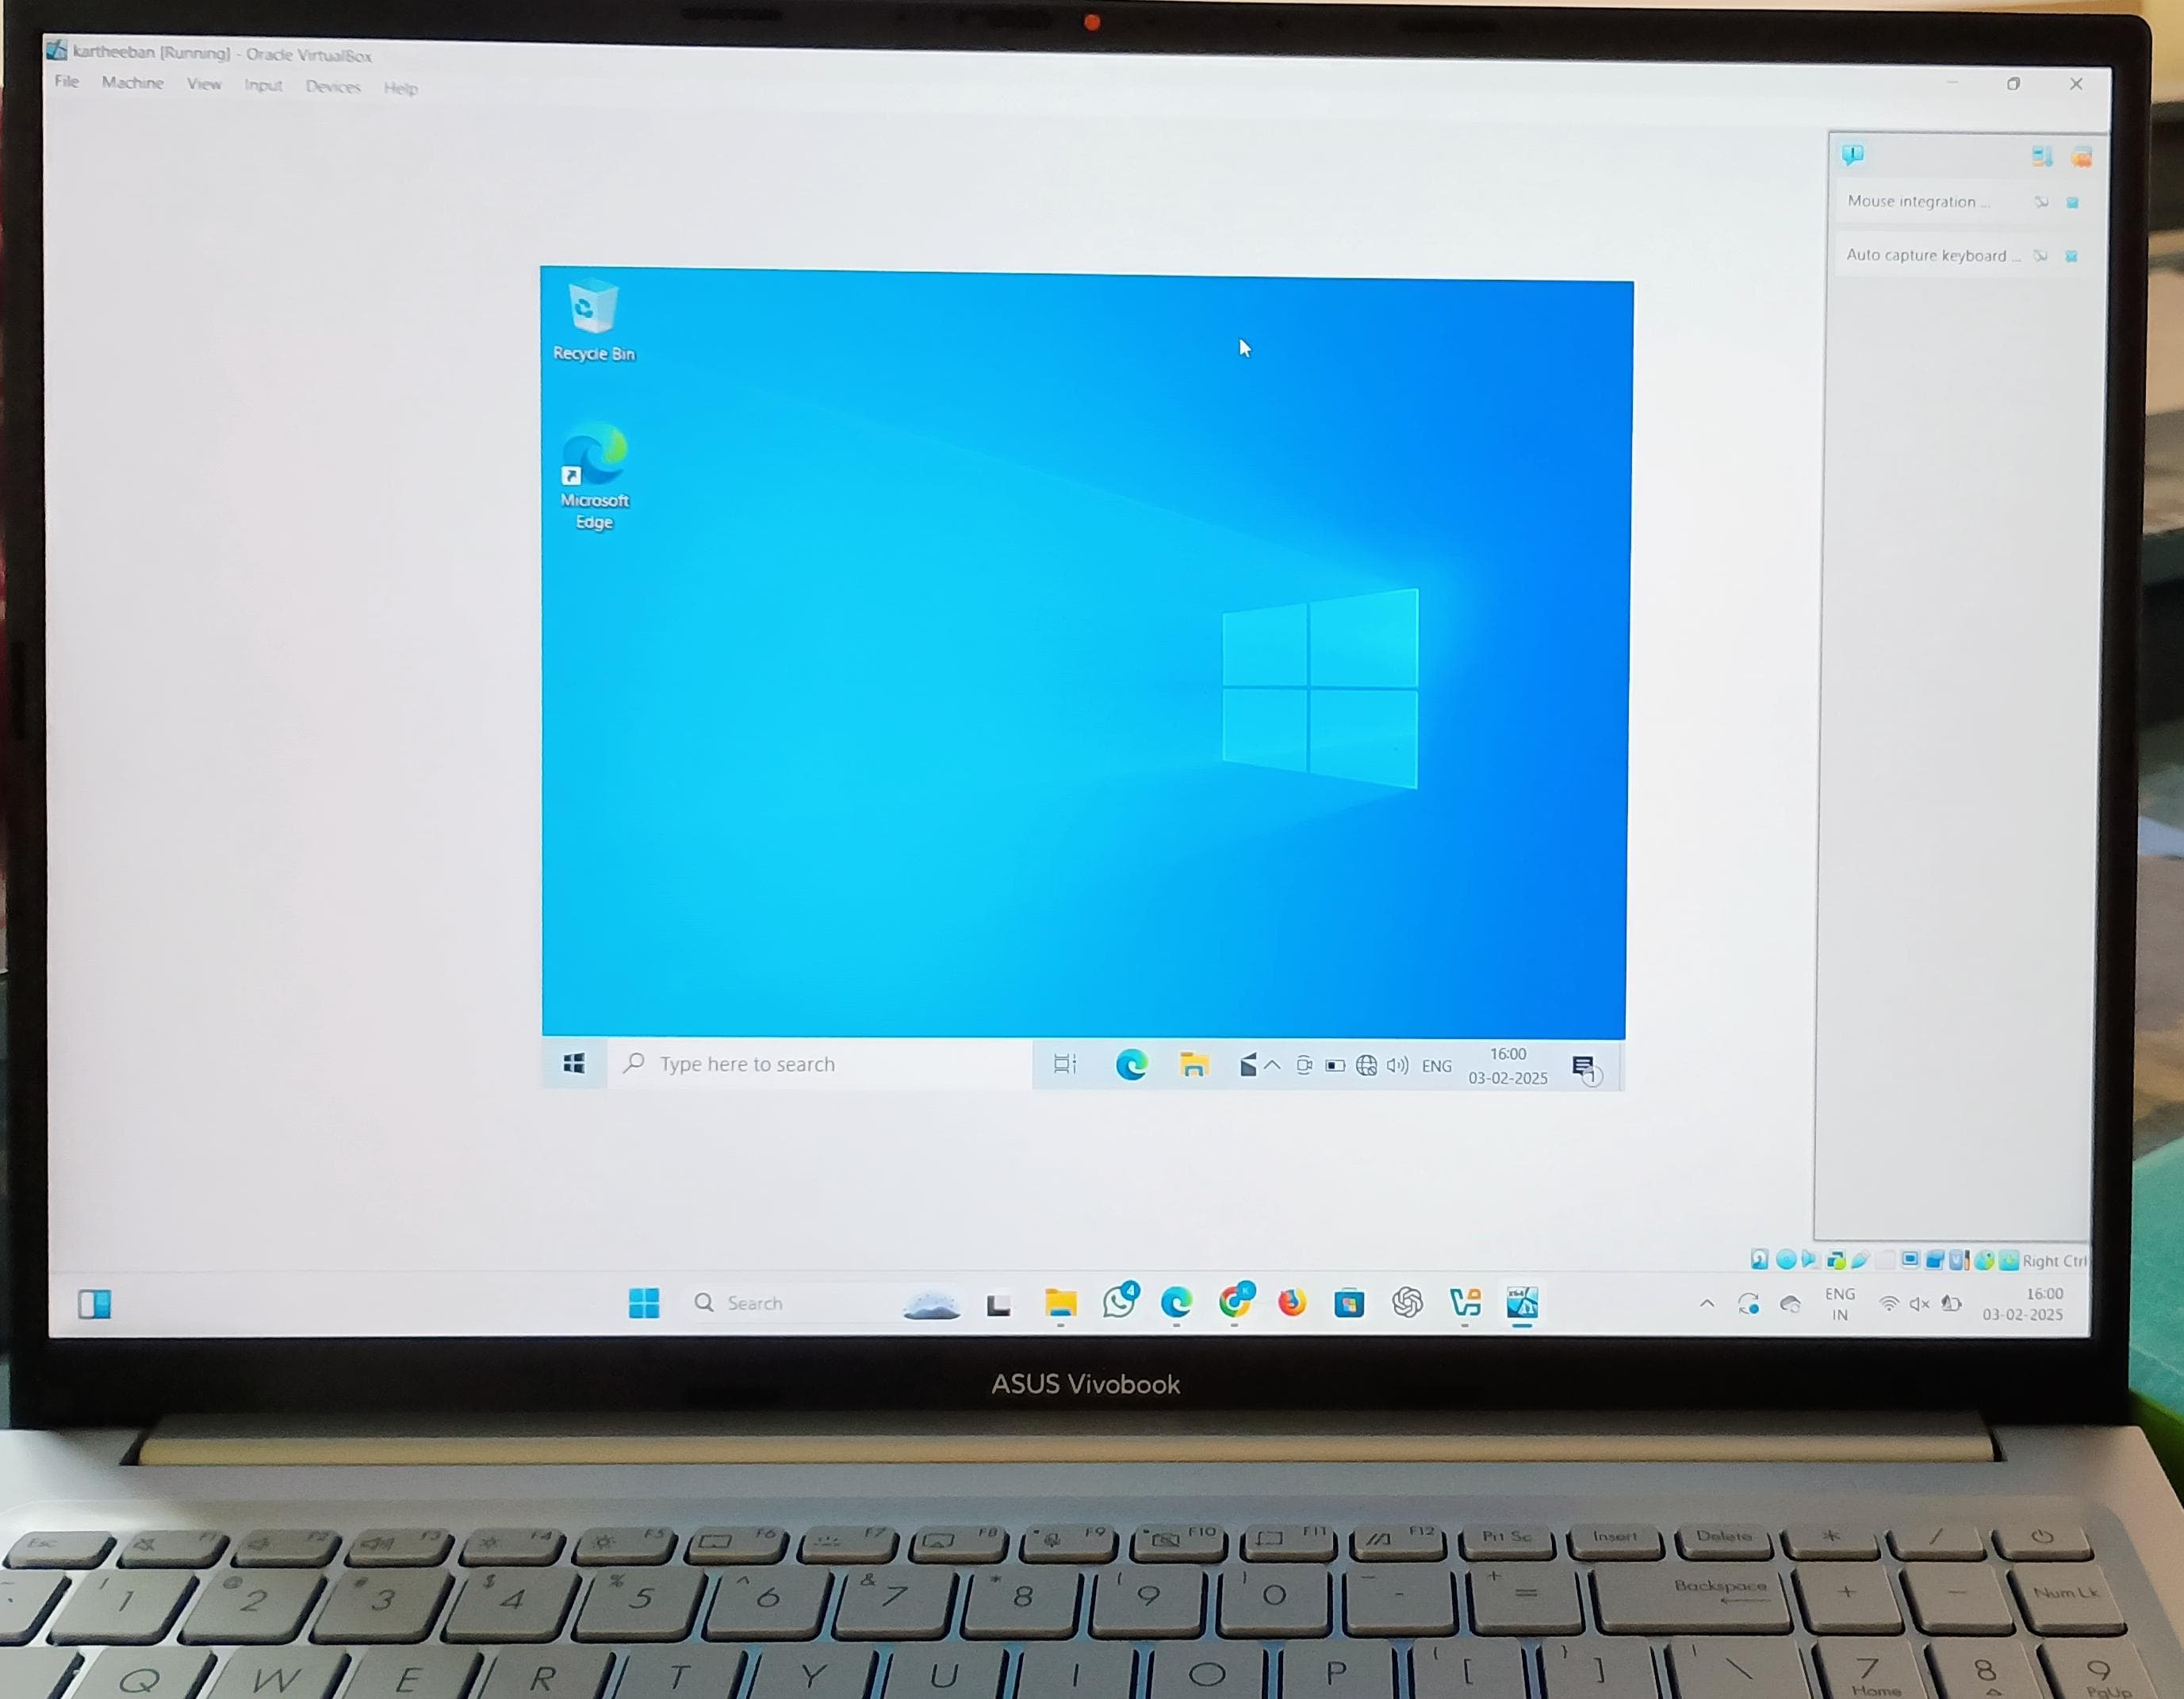 kartheeban [Running] - Oracle VirtualBox
File Machine View Input Devices Help
Mouse integration ...
Auto capture keyboard ...
Recycle Bin
Microsoft
Edge
Type here to search
ENG
16:00
03-02-2025
1
Right Ctrl
Search
4
ENG
IN
16:00
03-02-2025
ASUS Vivobook
Esc F1 F2 F3 F4 F5 F6 F7 F8 F9 F10 F11 F12 Prt Sc Insert Delete * /
! 1 @ 2 # 3 $ 4 % 5 ^ 6 & 7 * 8 ( 9 ) 0 _ - + = Backspace + - Num Lk
Q W E R T Y U I O P { [ } ] | \ 7 8 9
Home PgUp